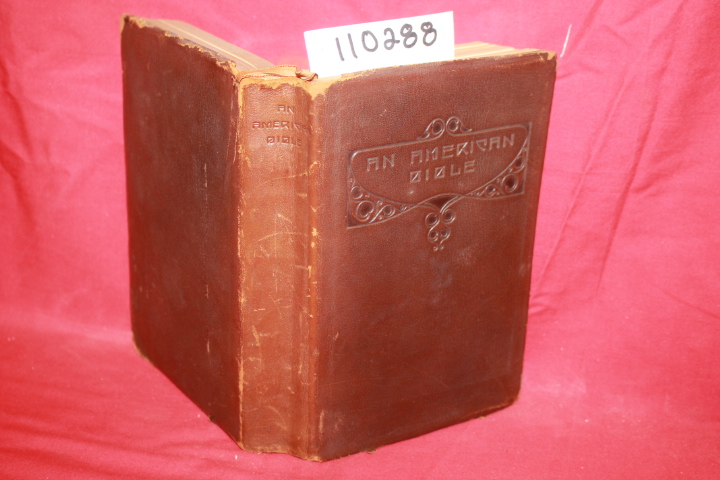 110288
AN
AMERICAN
BIBLE
AN AMERICAN
BIBLE